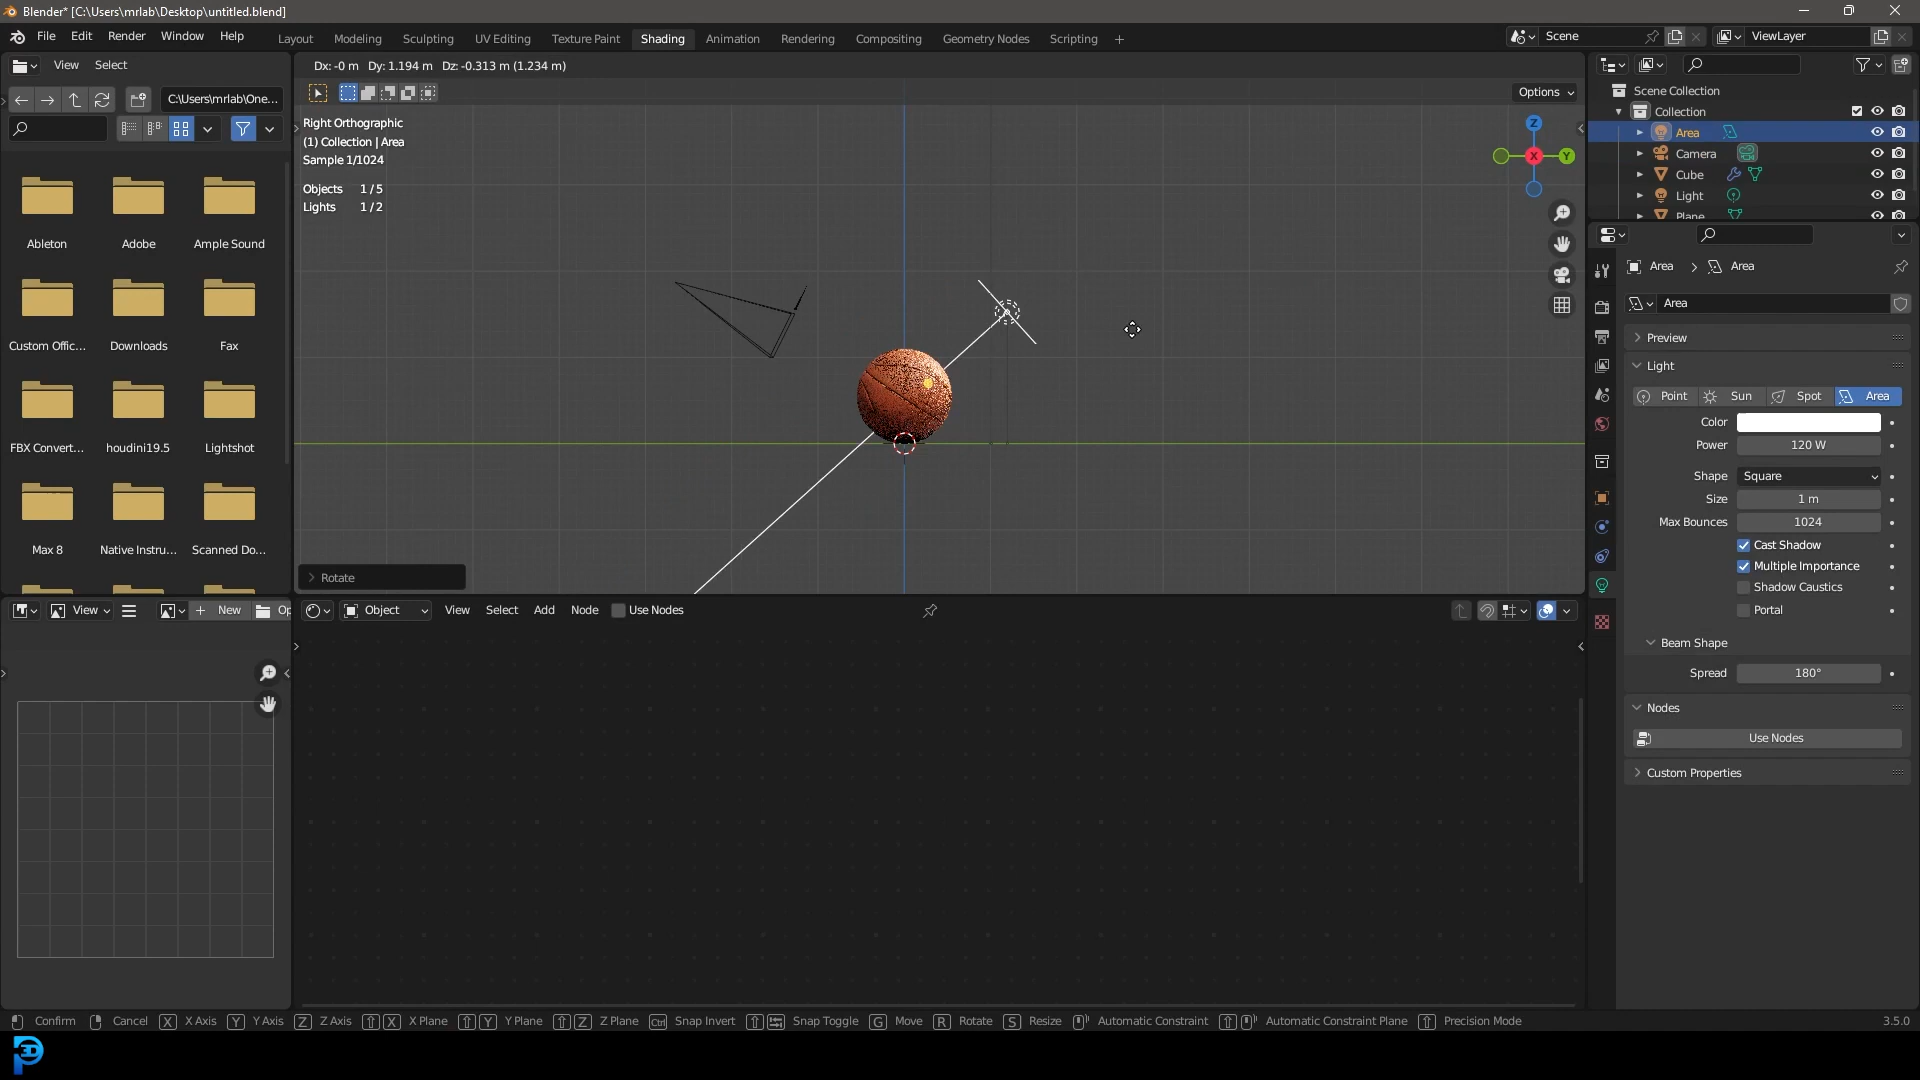 Blender* [C:\Users\mrlab\Desktop\untitled.blend]
File Edit Render Window Help Layout Modeling Sculpting UV Editing Texture Paint Shading Animation Rendering Compositing Geometry Nodes Scripting + Scene ViewLayer
View Select
Dx: -0 m Dy: 1.194 m Dz: -0.313 m (1.234 m)
C:\Users\mrlab\One...
Options
Right Orthographic
(1) Collection | Area
Sample 1/1024
Objects 1/5
Lights 1/2
Z
X
Y
Ableton Adobe Ample Sound
Custom Offic... Downloads Fax
FBX Convert... houdini19.5 Lightshot
Max 8 Native Instru... Scanned Do...
Rotate
Scene Collection
Collection
Area
Camera
Cube
Light
Plane
Area > Area
Area
Preview
Light
Point Sun Spot Area
Color
Power 120 W
Shape Square
Size 1 m
Max Bounces 1024
Cast Shadow
Multiple Importance
Shadow Caustics
Portal
Beam Shape
Spread 180°
Nodes
Use Nodes
Custom Properties
View + New Op
Object View Select Add Node Use Nodes
Confirm Cancel X X Axis Y Y Axis Z Z Axis X X Plane Y Y Plane Z Z Plane Ctrl Snap Invert Snap Toggle G Move R Rotate S Resize Automatic Constraint Automatic Constraint Plane Precision Mode 3.5.0